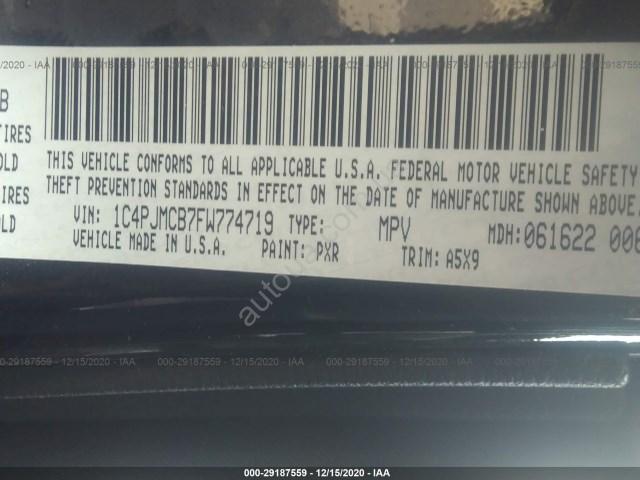 B
TIRES
OLD
IRES
OLD
THIS VEHICLE CONFORMS TO ALL APPLICABLE U.S.A. FEDERAL MOTOR VEHICLE SAFETY
THEFT PREVENTION STANDARDS IN EFFECT ON THE DATE OF MANUFACTURE SHOWN ABOVE.
VIN: 1C4PJMCB7FW774719 TYPE: MPV MDH:061622 006
VEHICLE MADE IN U.S.A. PAINT: PXR TRIM: A5X9
000-29187559 - 12/15/2020 - IAA